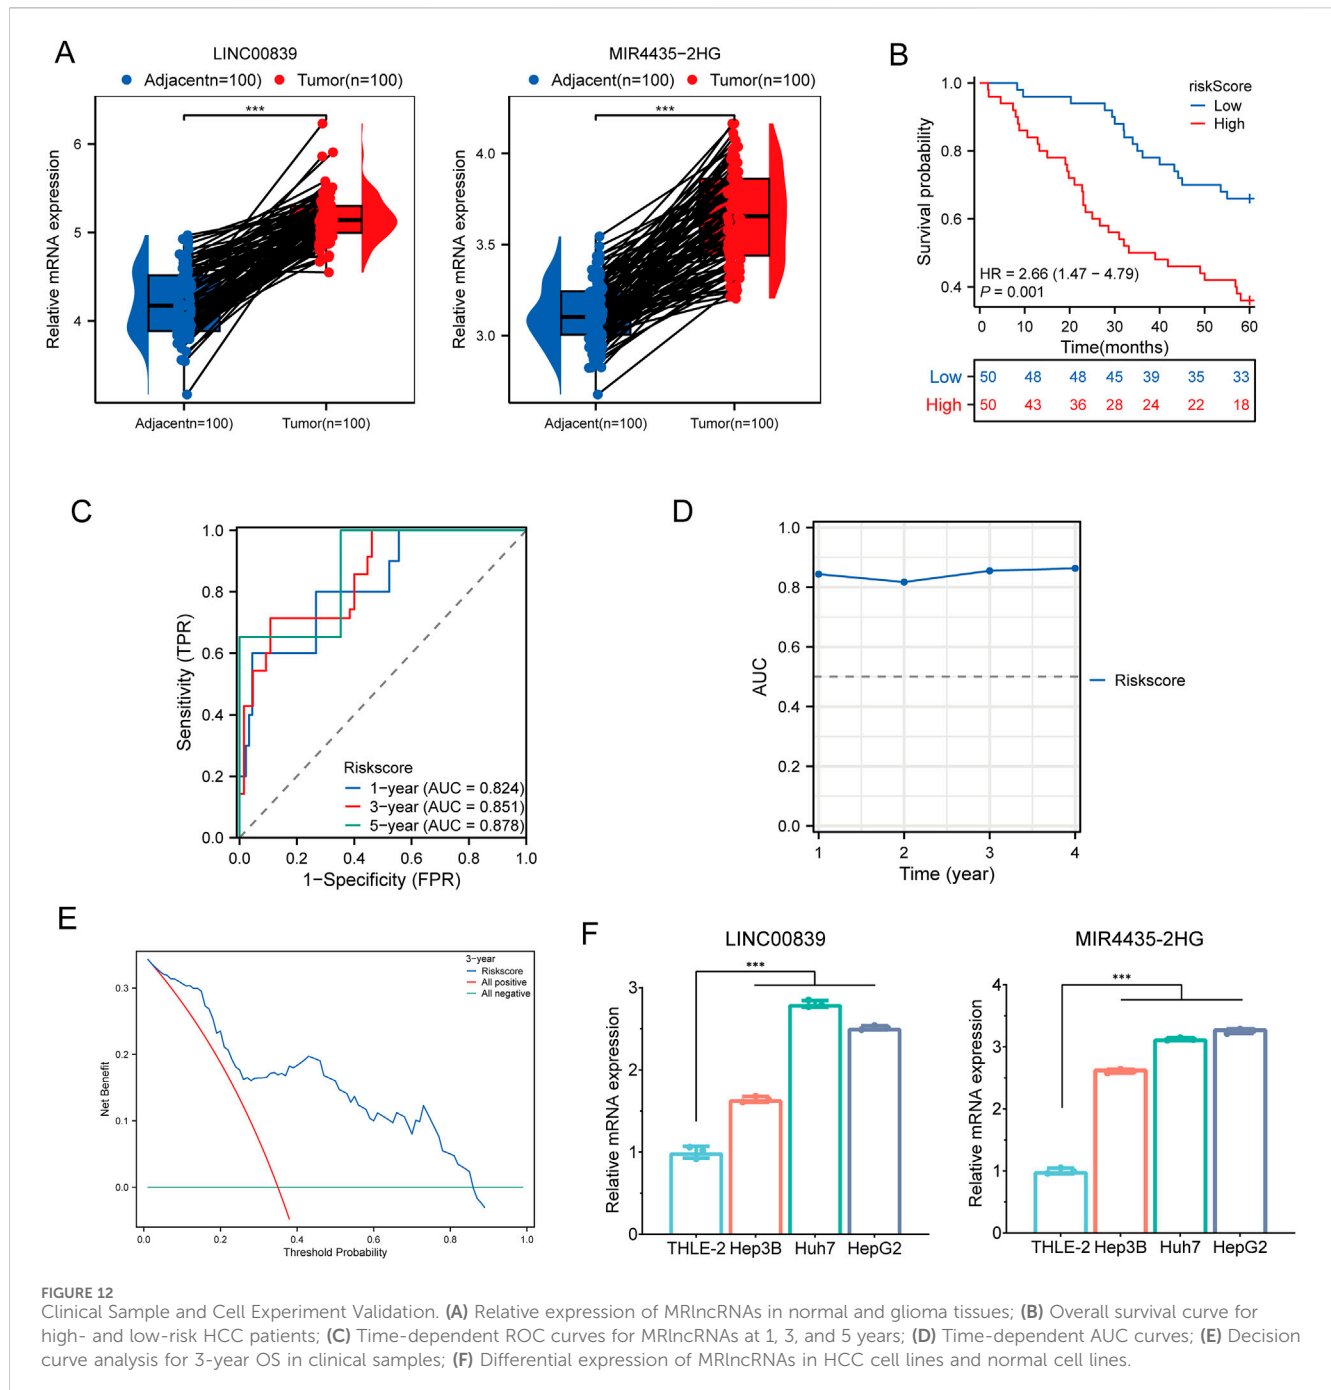 A
LINC00839
Adjacentn=100) Tumor(n=100)
***
Relative mRNA expression
6
5
4
Adjacentn=100) Tumor(n=100)
MIR4435−2HG
Adjacent(n=100) Tumor(n=100)
***
Relative mRNA expression
4.0
3.5
3.0
Adjacent(n=100) Tumor(n=100)
B
riskScore
Low
High
Survival probability
1.0
0.8
0.6
0.4
HR = 2.66 (1.47 − 4.79)
P = 0.001
0 10 20 30 40 50 60
Time(months)
Low 50 48 48 45 39 35 33
High 50 43 36 28 24 22 18
C
Sensitivity (TPR)
1.0
0.8
0.6
0.4
0.2
0.0
Riskscore
1−year (AUC = 0.824)
3−year (AUC = 0.851)
5−year (AUC = 0.878)
0.0 0.2 0.4 0.6 0.8 1.0
1−Specificity (FPR)
D
AUC
1.0
0.8
0.6
0.4
0.2
0.0
1 2 3 4
Time (year)
Riskscore
E
3−year
Riskscore
All positive
All negative
Net Benefit
0.3
0.2
0.1
0.0
0.0 0.2 0.4 0.6 0.8 1.0
Threshold Probability
F
LINC00839
***
Relative mRNA expression
3
2
1
0
THLE-2 Hep3B Huh7 HepG2
MIR4435-2HG
***
Relative mRNA expression
4
3
2
1
0
THLE-2 Hep3B Huh7 HepG2
FIGURE 12
Clinical Sample and Cell Experiment Validation. (A) Relative expression of MRlncRNAs in normal and glioma tissues; (B) Overall survival curve for
high- and low-risk HCC patients; (C) Time-dependent ROC curves for MRlncRNAs at 1, 3, and 5 years; (D) Time-dependent AUC curves; (E) Decision
curve analysis for 3-year OS in clinical samples; (F) Differential expression of MRlncRNAs in HCC cell lines and normal cell lines.